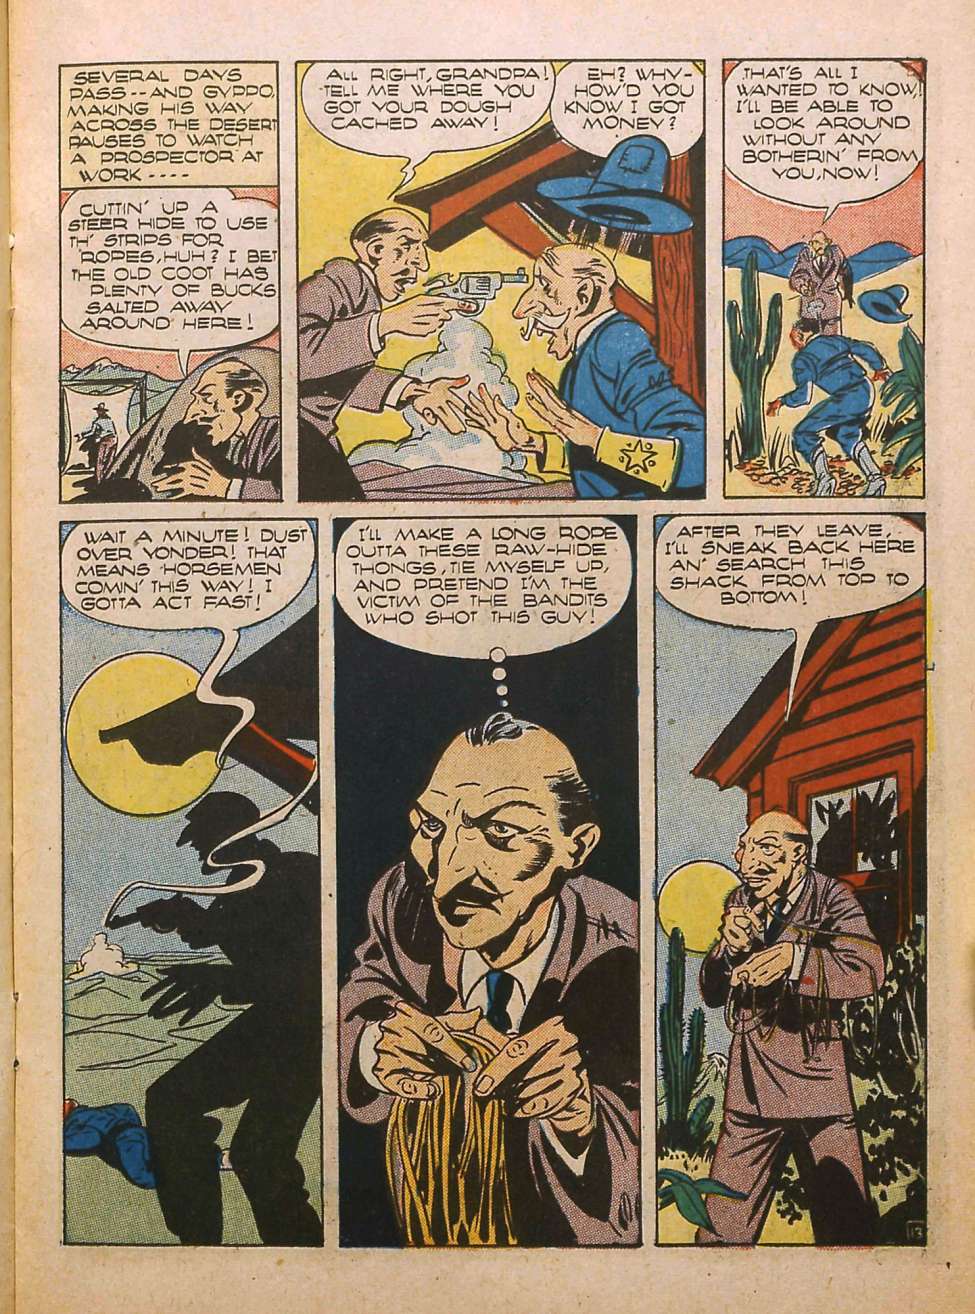 SEVERAL DAYS
PASS -- AND GYPPO,
MAKING HIS WAY
ACROSS THE DESERT
PAUSES TO WATCH
A PROSPECTOR AT
WORK ----
CUTTIN' UP A
STEER HIDE TO USE
TH' STRIPS FOR
ROPES, HUH? I BET
THE OLD COOT HAS
PLENTY OF BUCKS
SALTED AWAY
AROUND HERE!
ALL RIGHT, GRANDPA!
TELL ME WHERE YOU
GOT YOUR DOUGH
CACHED AWAY!
EH? WHY-
HOW'D YOU
KNOW I GOT
MONEY?
THAT'S ALL I
WANTED TO KNOW!
I'LL BE ABLE TO
LOOK AROUND
WITHOUT ANY
BOTHERIN' FROM
YOU, NOW!
WAIT A MINUTE! DUST
OVER YONDER! THAT
MEANS HORSEMEN
COMIN' THIS WAY! I
GOTTA ACT FAST!
I'LL MAKE A LONG ROPE
OUTTA THESE RAW-HIDE
THONGS, TIE MYSELF UP,
AND PRETEND I'M THE
VICTIM OF THE BANDITS
WHO SHOT THIS GUY!
AFTER THEY LEAVE,
I'LL SNEAK BACK HERE
AN' SEARCH THIS
SHACK FROM TOP TO
BOTTOM!
13